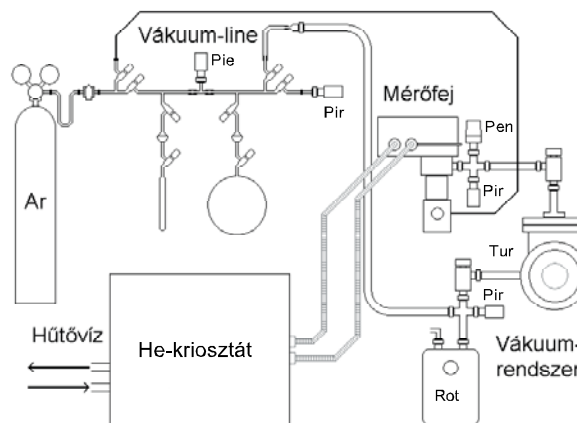 Vákuum-line
Pie
Pir
Mérőfej
Pen
Pir
Ar
Tur
Pir
Hűtővíz
He-kriosztát
Rot
Vákuum-
rendszer